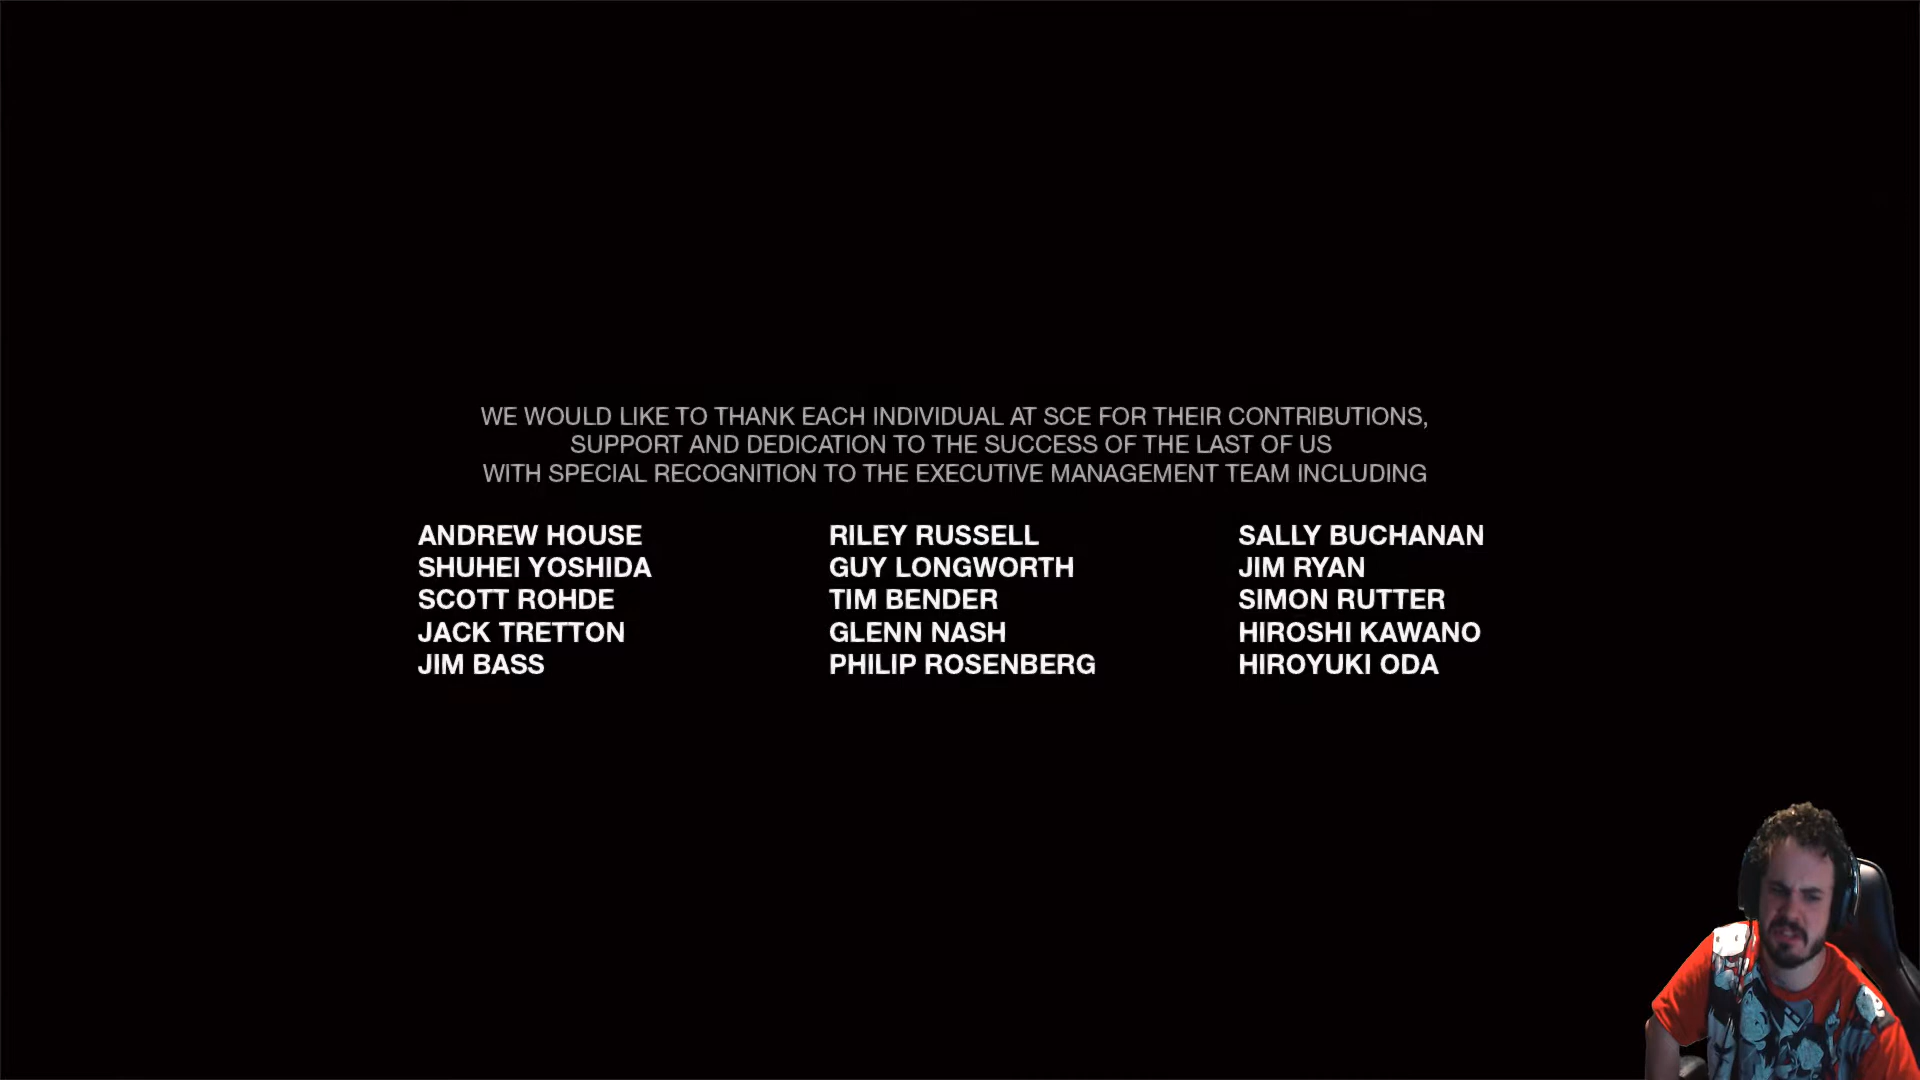 WE WOULD LIKE TO THANK EACH INDIVIDUAL AT SCE FOR THEIR CONTRIBUTIONS,
SUPPORT AND DEDICATION TO THE SUCCESS OF THE LAST OF US
WITH SPECIAL RECOGNITION TO THE EXECUTIVE MANAGEMENT TEAM INCLUDING
ANDREW HOUSE
SHUHEI YOSHIDA
SCOTT ROHDE
JACK TRETTON
JIM BASS
RILEY RUSSELL
GUY LONGWORTH
TIM BENDER
GLENN NASH
PHILIP ROSENBERG
SALLY BUCHANAN
JIM RYAN
SIMON RUTTER
HIROSHI KAWANO
HIROYUKI ODA